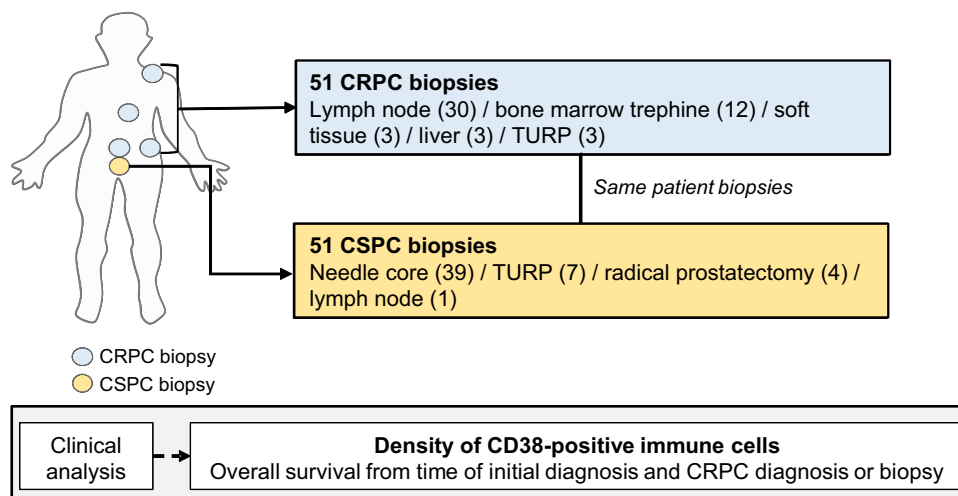 51 CRPC biopsies
Lymph node (30) / bone marrow trephine (12) / soft
tissue (3) / liver (3) / TURP (3)
Same patient biopsies
51 CSPC biopsies
Needle core (39) / TURP (7) / radical prostatectomy (4) /
lymph node (1)
CRPC biopsy
CSPC biopsy
Clinical
analysis
Density of CD38-positive immune cells
Overall survival from time of initial diagnosis and CRPC diagnosis or biopsy